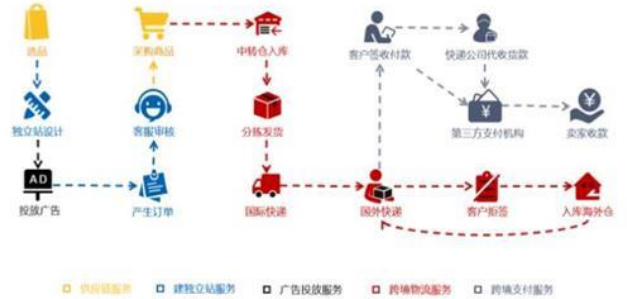 选品
采购商品
中转仓入库
客户签收付款
快递公司代收货款
独立站设计
客服审核
分拣发货
第三方支付机构
卖家收款
AD
投放广告
产生订单
国际快递
国外快递
客户拒签
入库海外仓
供应链服务
建独立站服务
广告投放服务
跨境物流服务
跨境支付服务